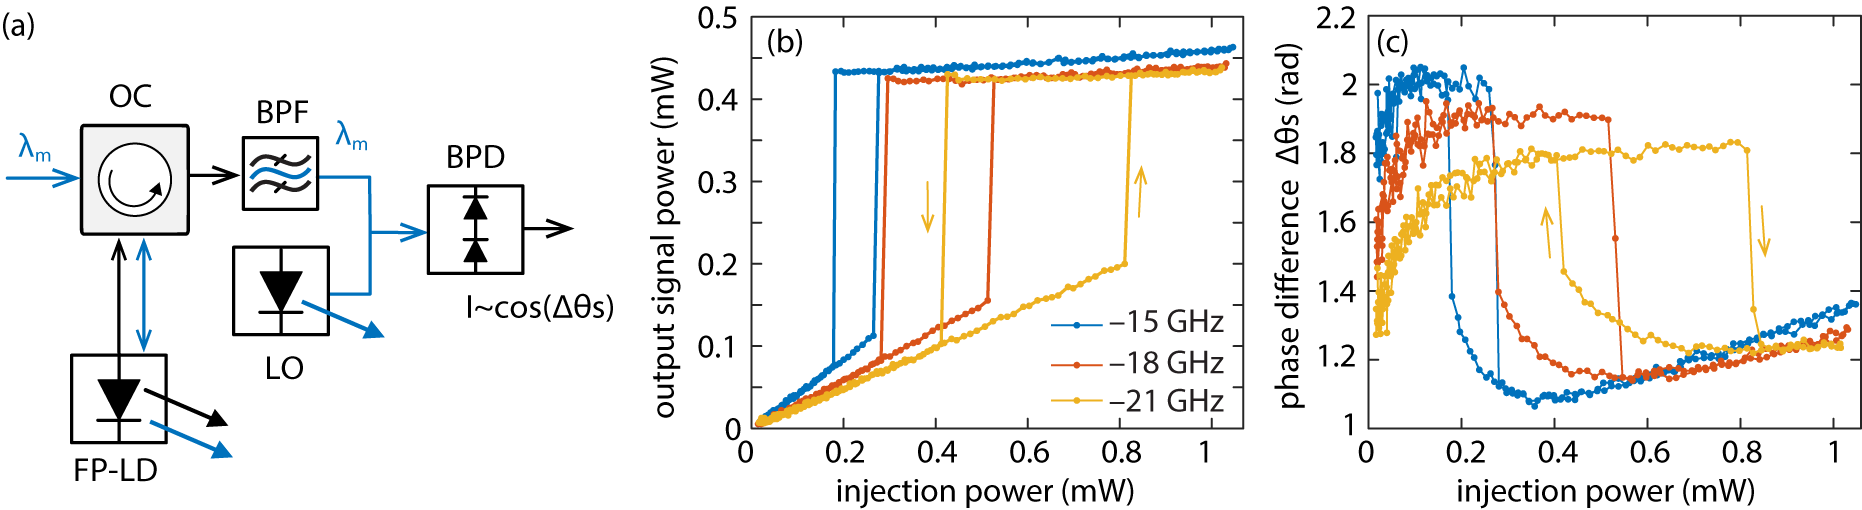 (a)
OC
λm
BPF
λm
BPD
LO
I~cos(Δθs)
FP-LD
(b)
output signal power (mW)
0.5
0.4
0.3
0.2
0.1
0
0
0.2
0.4
0.6
0.8
1
injection power (mW)
–15 GHz
–18 GHz
–21 GHz
(c)
phase difference Δθs (rad)
2.2
2
1.8
1.6
1.4
1.2
1
0
0.2
0.4
0.6
0.8
1
injection power (mW)